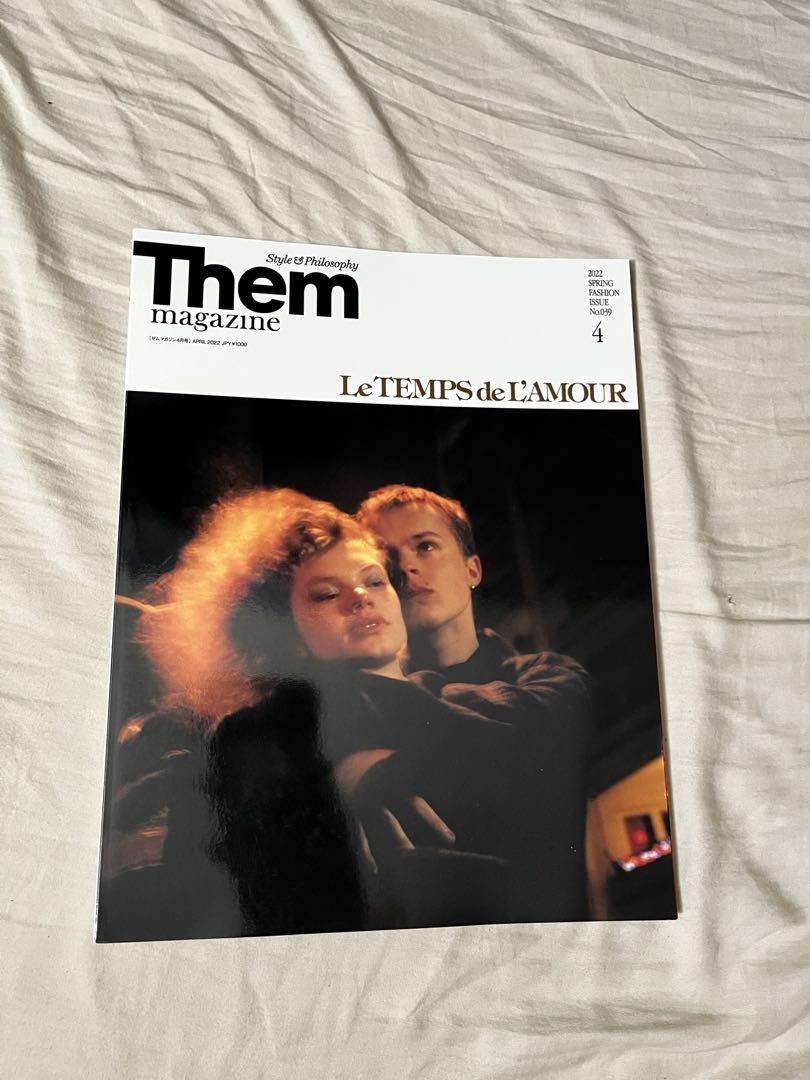 Style & Philosophy
Them
magazine
[ゼムマガジン4月号] APRIL 2022 JPY¥1000
2022
SPRING
FASHION
ISSUE
No.039
4
Le TEMPS de L'AMOUR